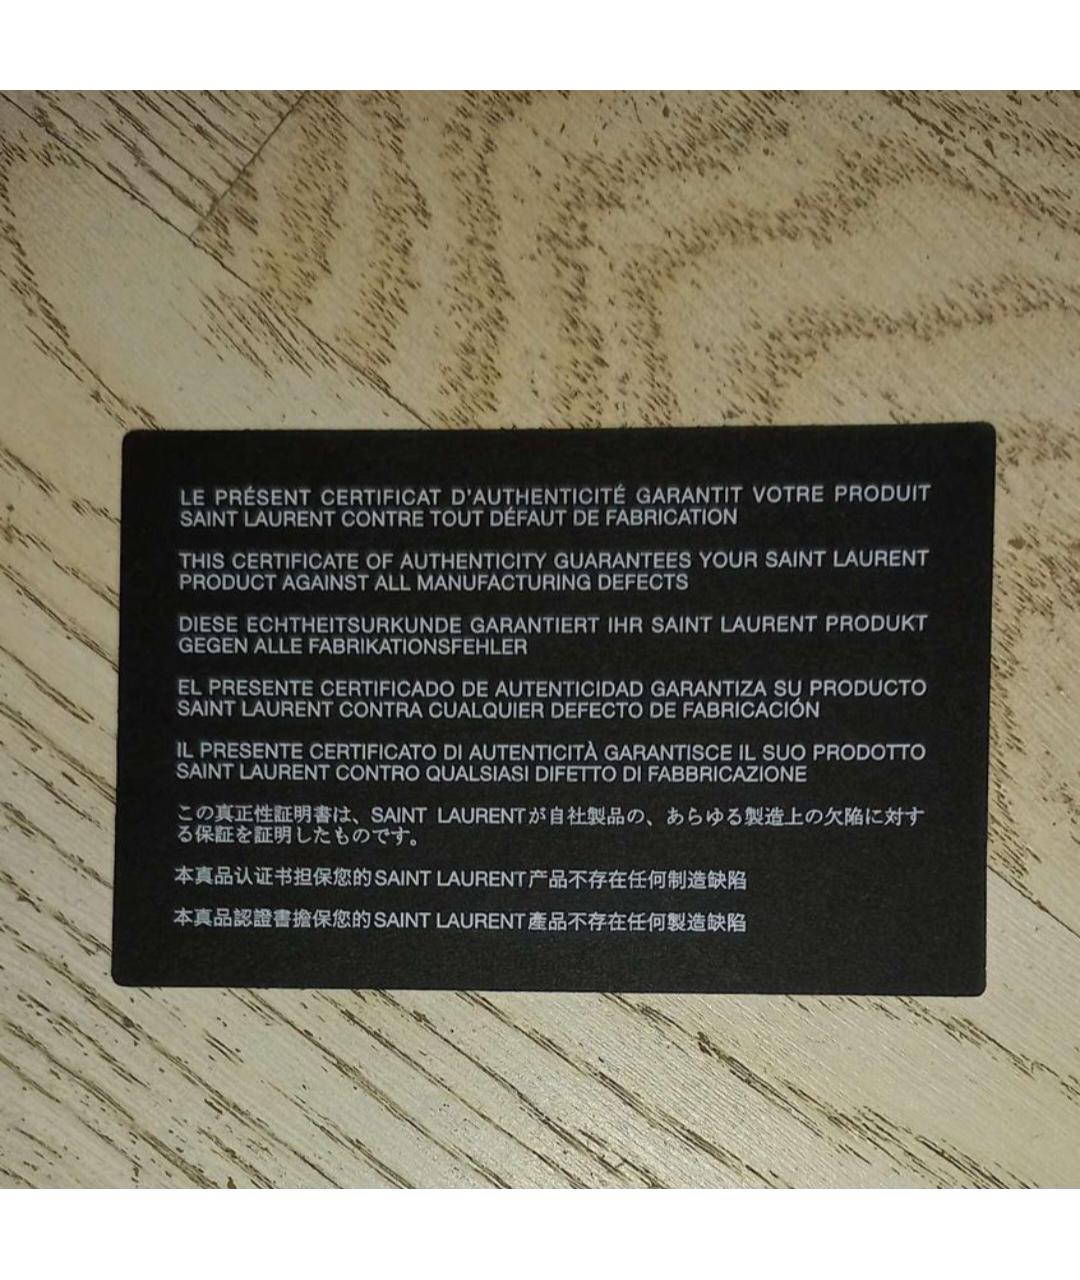 LE PRÉSENT CERTIFICAT D'AUTHENTICITÉ GARANTIT VOTRE PRODUIT
SAINT LAURENT CONTRE TOUT DÉFAUT DE FABRICATION
THIS CERTIFICATE OF AUTHENTICITY GUARANTEES YOUR SAINT LAURENT
PRODUCT AGAINST ALL MANUFACTURING DEFECTS
DIESE ECHTHEITSURKUNDE GARANTIERT IHR SAINT LAURENT PRODUKT
GEGEN ALLE FABRIKATIONSFEHLER
EL PRESENTE CERTIFICADO DE AUTENTICIDAD GARANTIZA SU PRODUCTO
SAINT LAURENT CONTRA CUALQUIER DEFECTO DE FABRICACIÓN
IL PRESENTE CERTIFICATO DI AUTENTICITÀ GARANTISCE IL SUO PRODOTTO
SAINT LAURENT CONTRO QUALSIASI DIFETTO DI FABBRICAZIONE
この真正性証明書は、SAINT LAURENTが自社製品の、あらゆる製造上の欠陥に対す
る保証を証明したものです。
本真品认证书担保您的SAINT LAURENT产品不存在任何制造缺陷
本真品認證書擔保您的SAINT LAURENT產品不存在任何製造缺陷